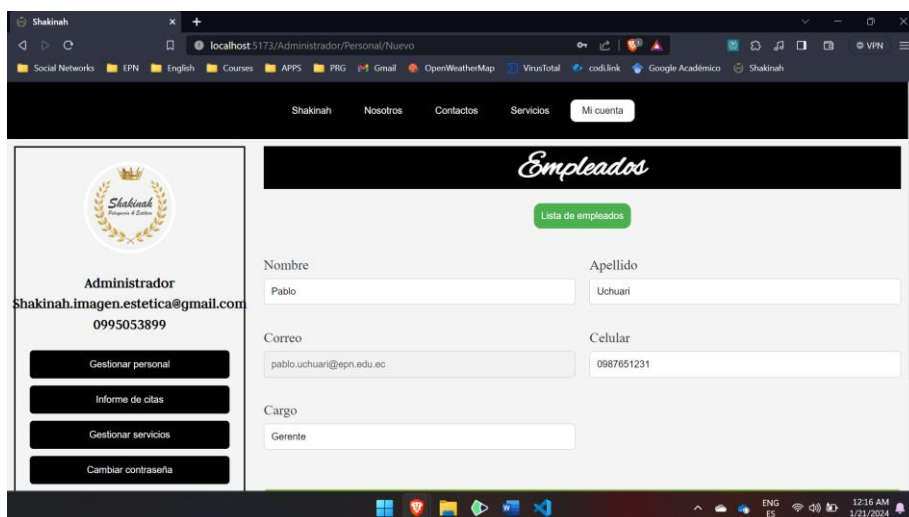 Shakinah
localhost:5173/Administrador/Personal/Nuevo
VPN
Social Networks EPN English Courses APPS PRG Gmail OpenWeatherMap VirusTotal codi.link Google Académico Shakinah
Shakinah Nosotros Contactos Servicios Mi cuenta
Shakinah
Peluquería & Estética
Administrador
Shakinah.imagen.estetica@gmail.com
0995053899
Gestionar personal
Informe de citas
Gestionar servicios
Cambiar contraseña
Empleados
Lista de empleados
Nombre Apellido
Pablo Uchuari
Correo Celular
pablo.uchuari@epn.edu.ec 0987651231
Cargo
Gerente
ENG
ES
12:16 AM
1/21/2024